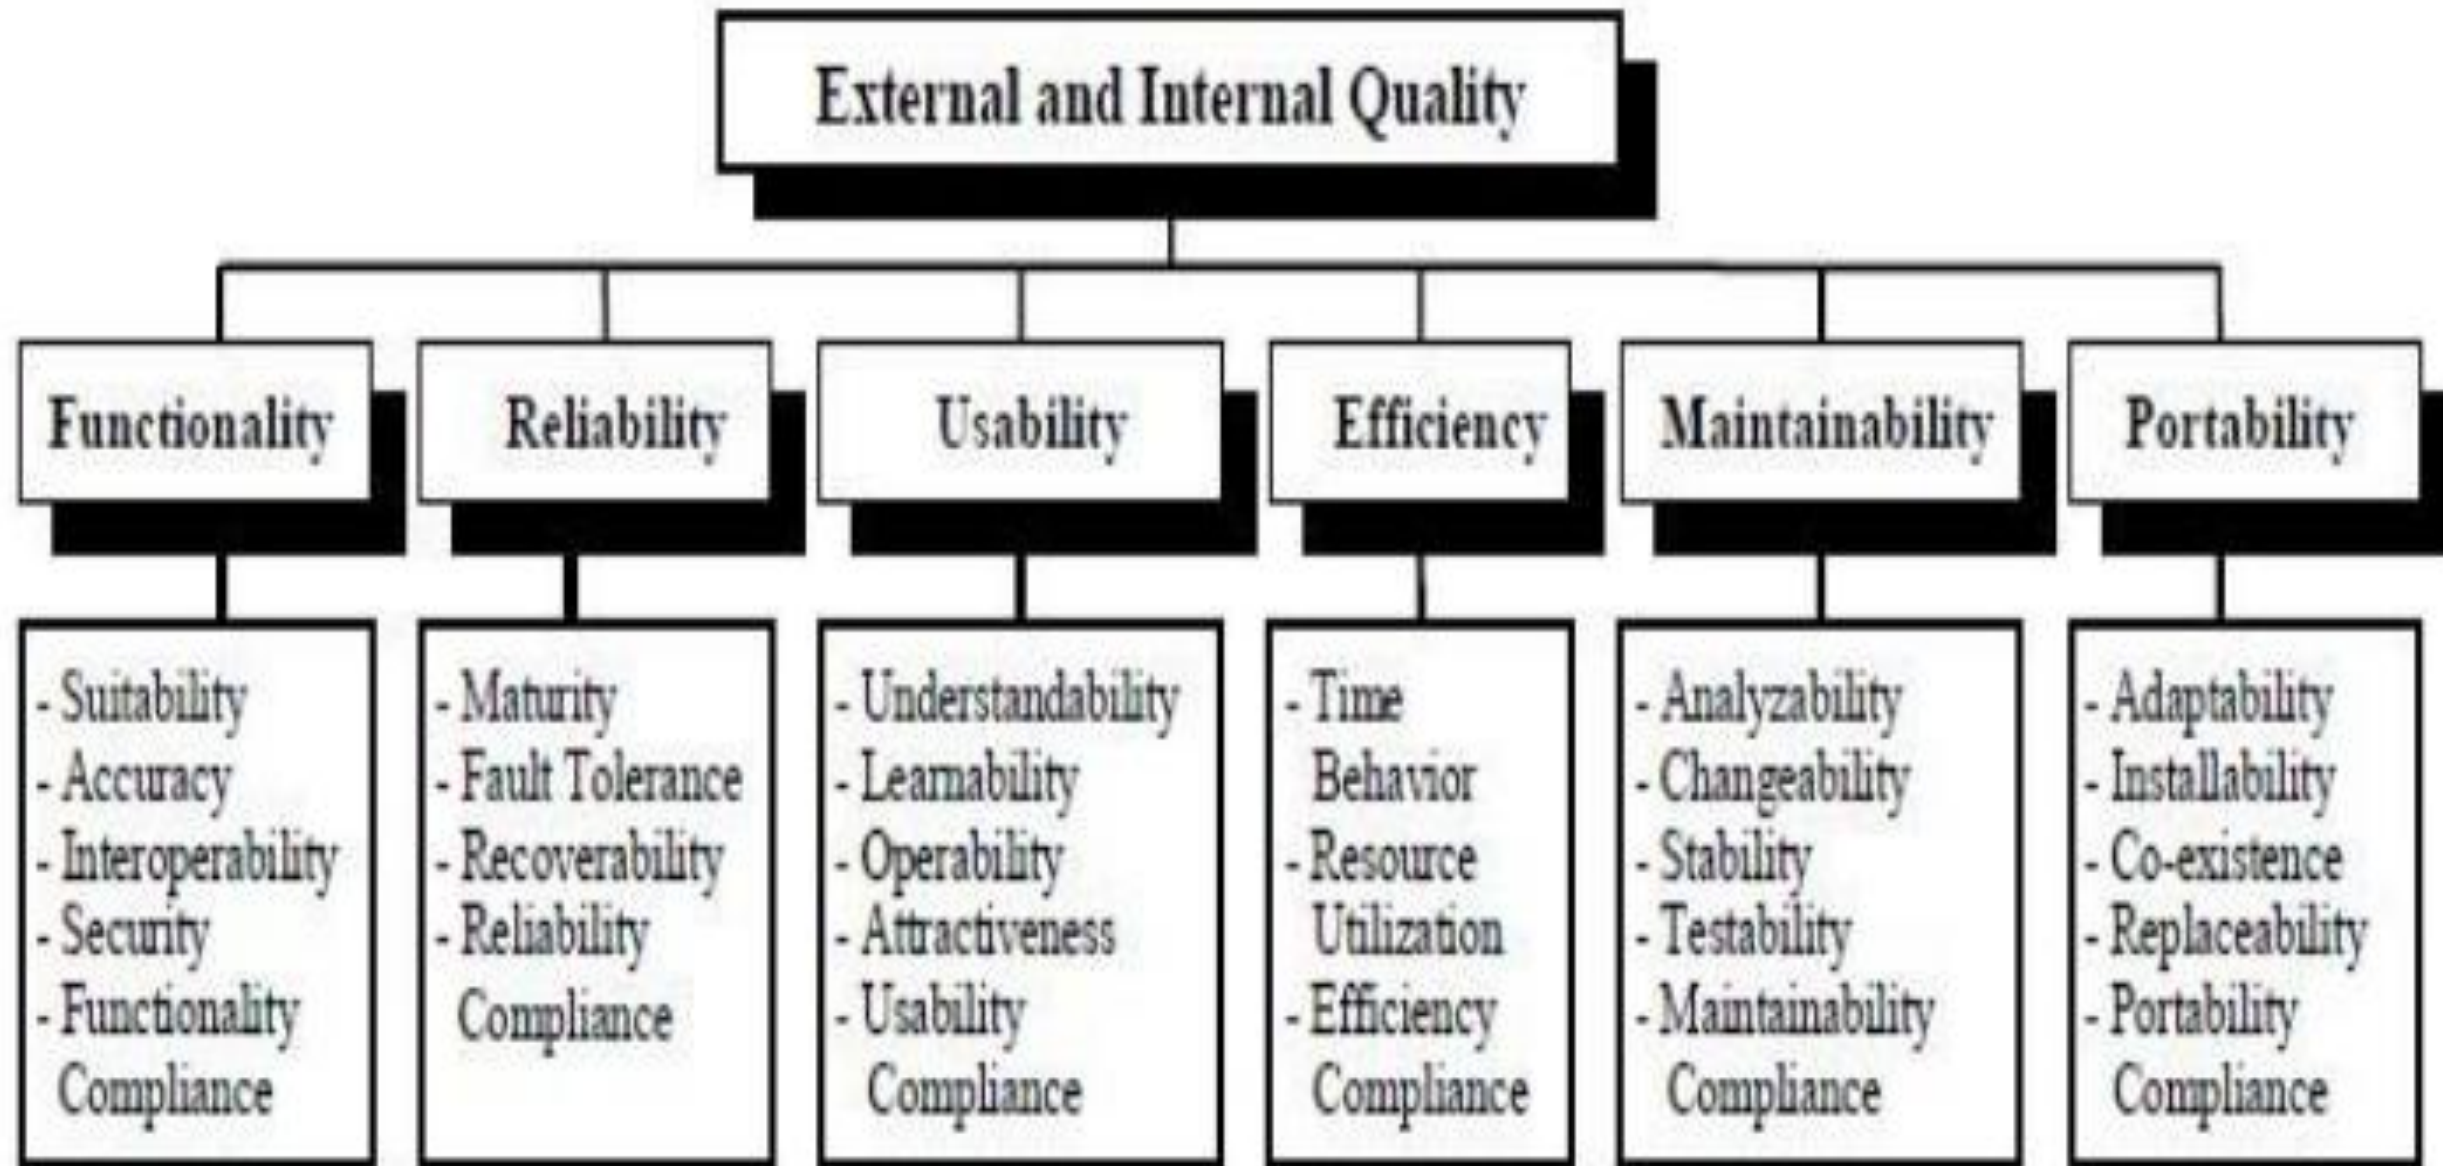 External and Internal Quality
Functionality
Reliability
Usability
Efficiency
Maintainability
Portability
- Suitability
- Accuracy
- Interoperability
- Security
- Functionality
Compliance
- Maturity
- Fault Tolerance
- Recoverability
- Reliability
Compliance
- Understandability
- Learnability
- Operability
- Attractiveness
- Usability
Compliance
- Time
Behavior
- Resource
Utilization
- Efficiency
Compliance
- Analyzability
- Changeability
- Stability
- Testability
- Maintainability
Compliance
- Adaptability
- Installability
- Co-existence
- Replaceability
- Portability
Compliance